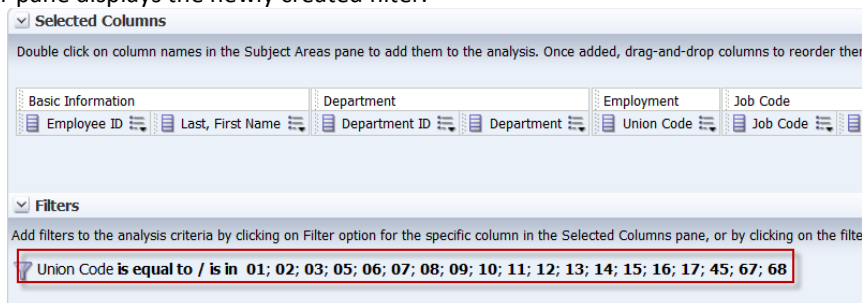 pane displays the newly created filter.
Selected Columns
Double click on column names in the Subject Areas pane to add them to the analysis. Once added, drag-and-drop columns to reorder
Basic Information Department Employment Job Code
Employee ID Last, First Name Department ID Department Union Code Job Code
Filters
Add filters to the analysis criteria by clicking on Filter option for the specific column in the Selected Columns pane, or by clicking on the
Union Code is equal to / is in 01; 02; 03; 05; 06; 07; 08; 09; 10; 11; 12; 13; 14; 15; 16; 17; 45; 67; 68